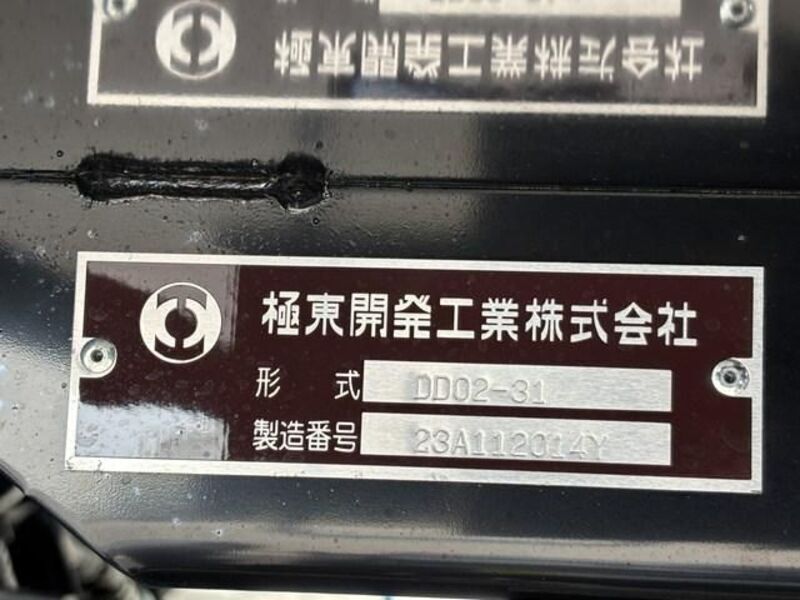 極東開発工業株式会社
形 式 DD02-31
製造番号 23A112014Y